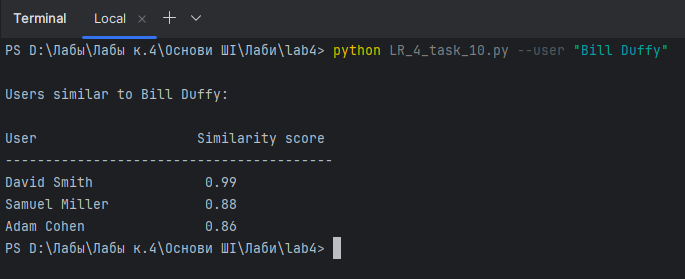 Terminal Local × + ∨
PS D:\Лабы\Лабы к.4\Основи ШІ\Лаби\lab4> python LR_4_task_10.py --user "Bill Duffy"
Users similar to Bill Duffy:
User                    Similarity score
-----------------------------------------
David Smith              0.99
Samuel Miller            0.88
Adam Cohen               0.86
PS D:\Лабы\Лабы к.4\Основи ШІ\Лаби\lab4>